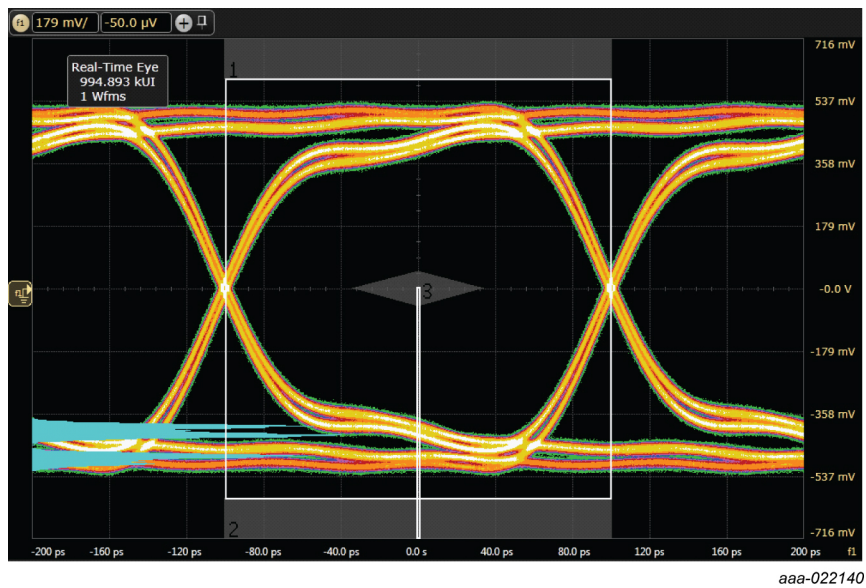 f1 179 mV/ -50.0 µV +
716 mV
1
Real-Time Eye
994.893 kUI
1 Wfms
537 mV
358 mV
179 mV
3
-0.0 V
-179 mV
-358 mV
-537 mV
2
-716 mV
-200 ps -160 ps -120 ps -80.0 ps -40.0 ps 0.0 s 40.0 ps 80.0 ps 120 ps 160 ps 200 ps f1
aaa-022140